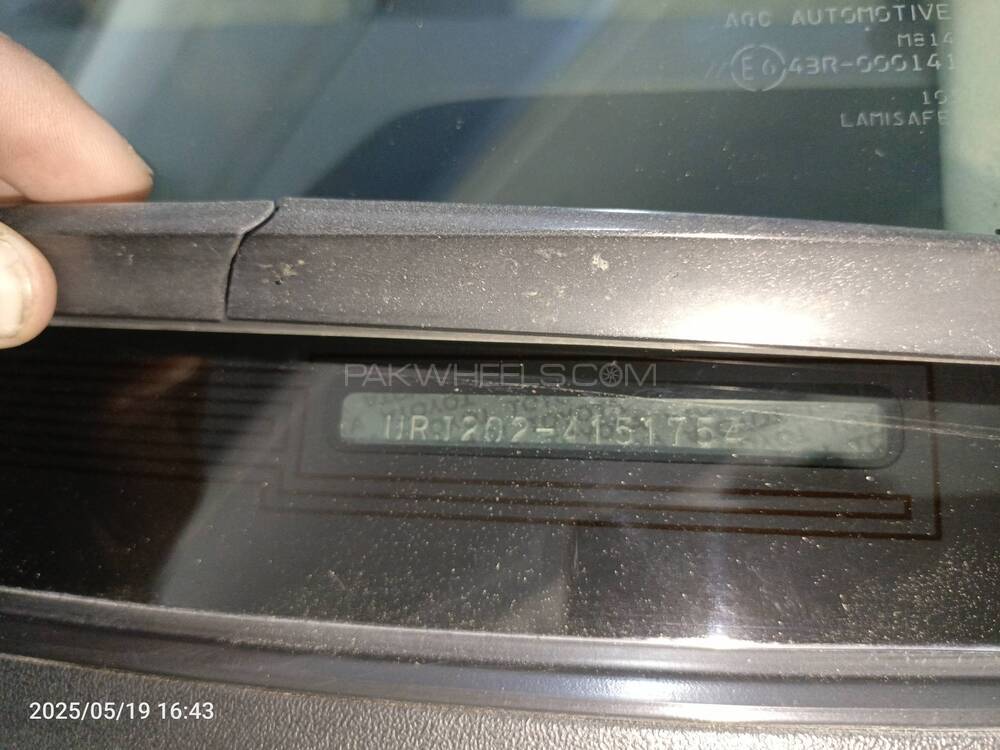 AGC AUTOMOTIVE
M814
E6 43R-000141
LAMISAFE
PAKWHEELS.COM
URJ202-4151754
2025/05/19 16:43